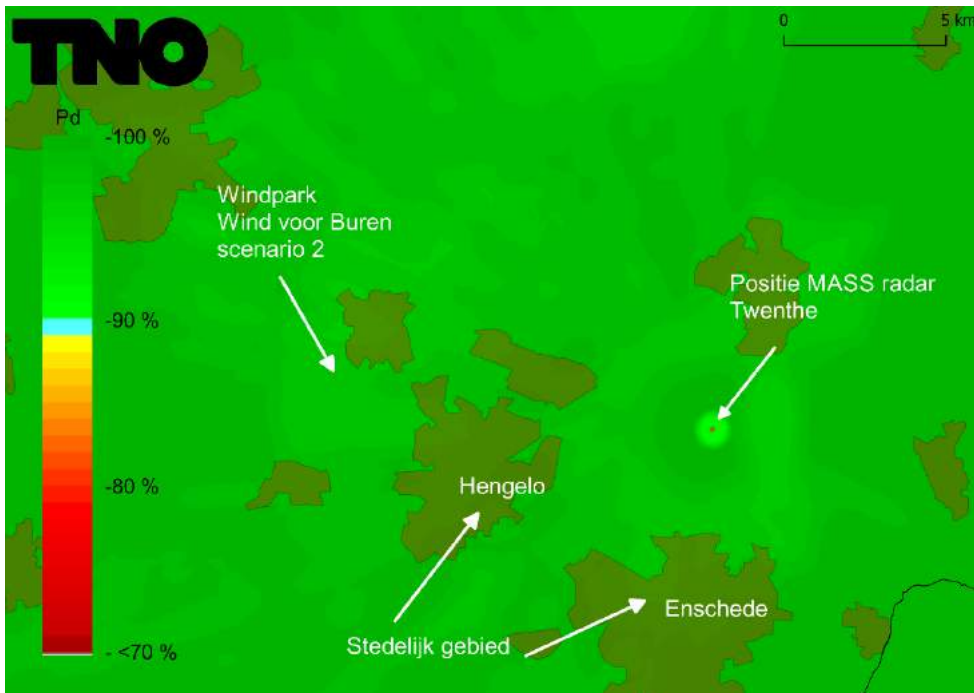 TNO
0
5 km
Pd
-100 %
-90 %
-80 %
- <70 %
Windpark
Wind voor Buren
scenario 2
Positie MASS radar
Twenthe
Hengelo
Enschede
Stedelijk gebied